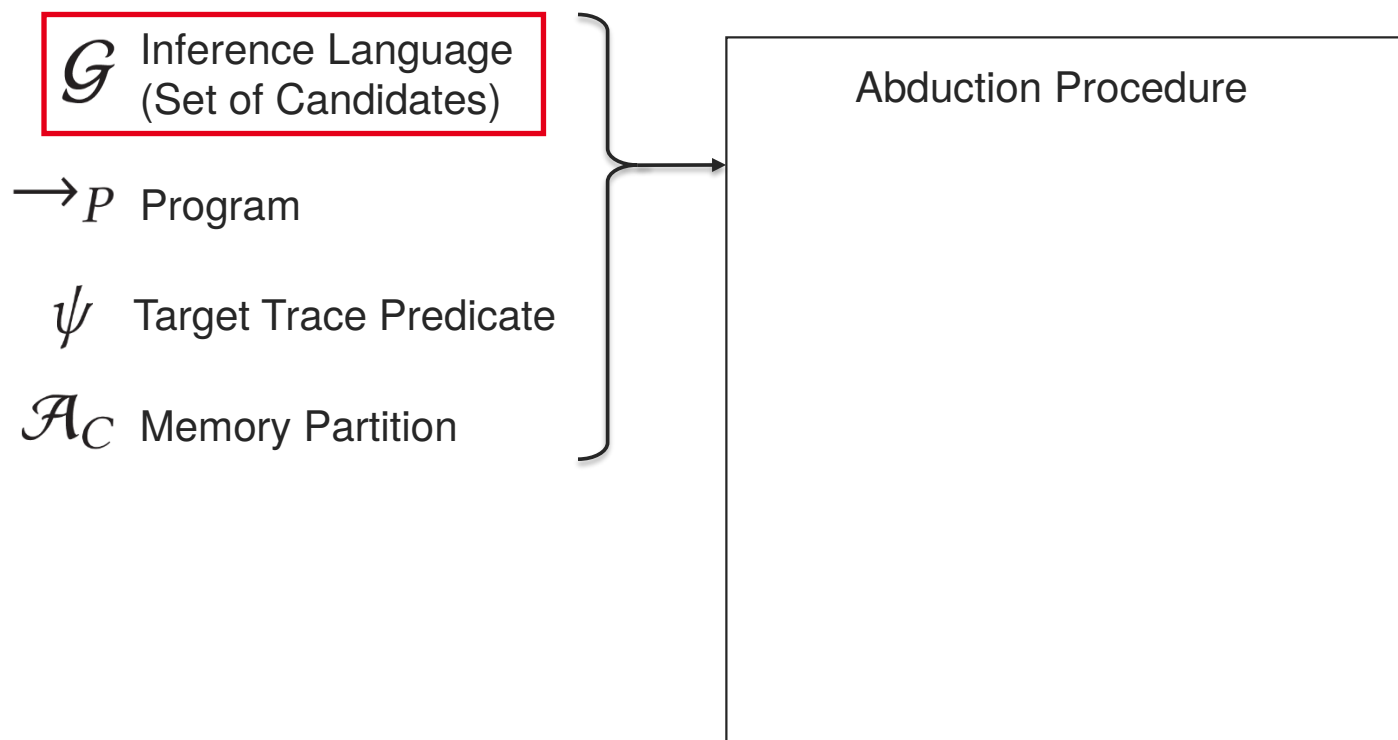 𝒢 Inference Language
(Set of Candidates)
→P Program
ψ Target Trace Predicate
𝒜C Memory Partition
Abduction Procedure